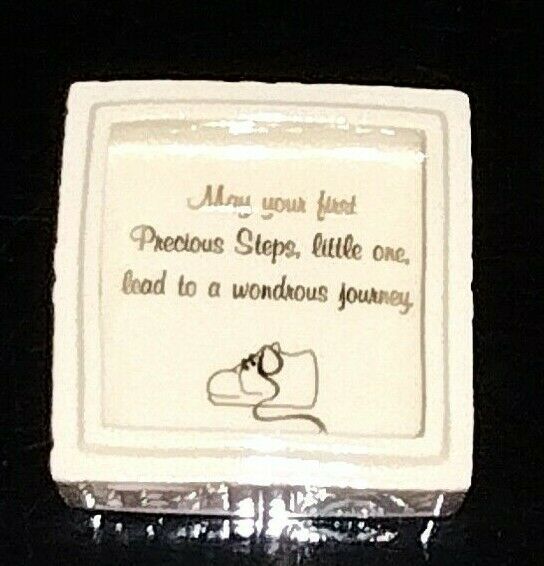 May your first
Precious Steps, little one,
lead to a wondrous journey.